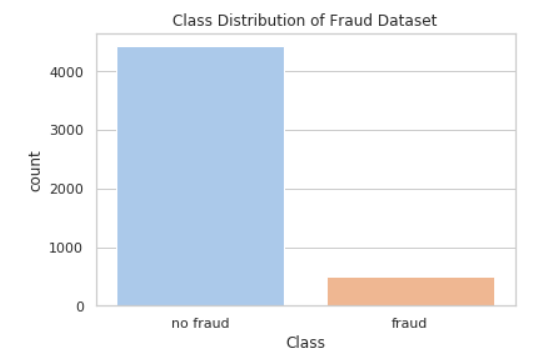 Class Distribution of Fraud Dataset
4000
3000
2000
1000
0
count
no fraud
fraud
Class